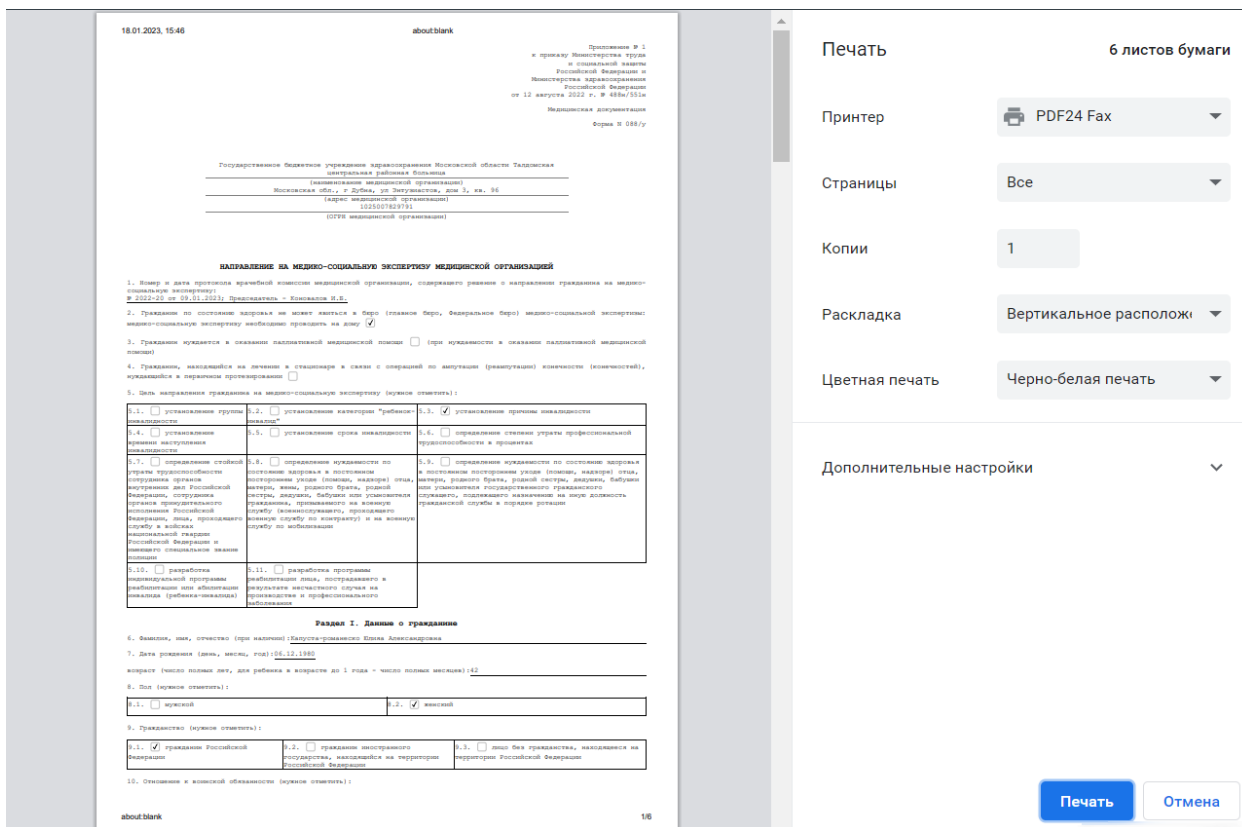 18.01.2023, 15:46
about:blank
Приложение № 1
к приказу Министерства труда
и социальной защиты
Российской Федерации и
Министерства здравоохранения
Российской Федерации
от 12 августа 2022 г. № 488н/551н
Медицинская документация
Форма N 088/у
Государственное бюджетное учреждение здравоохранения Московской области Талдомская
центральная районная больница
(наименование медицинской организации)
Московская обл., г Дубна, ул Энтузиастов, дом 3, кв. 96
(адрес медицинской организации)
1025007829791
(ОГРН медицинской организации)
НАПРАВЛЕНИЕ НА МЕДИКО-СОЦИАЛЬНУЮ ЭКСПЕРТИЗУ МЕДИЦИНСКОЙ ОРГАНИЗАЦИЕЙ
1. Номер и дата протокола врачебной комиссии медицинской организации, содержащего решение о направлении гражданина на медико-
социальную экспертизу:
№ 2022-20 от 09.01.2023; Председатель - Коновалов Н.В.
2. Гражданин по состоянию здоровья не может явиться в бюро (главное бюро, Федеральное бюро) медико-социальной экспертизы:
медико-социальную экспертизу необходимо проводить на дому
3. Гражданин нуждается в оказании паллиативной медицинской помощи (при нуждаемости в оказании паллиативной медицинской
помощи)
4. Гражданин, находящийся на лечении в стационаре в связи с операцией по ампутации (реампутации) конечности (конечностей),
нуждающийся в первичном протезировании
5. Цель направления гражданина на медико-социальную экспертизу (нужное отметить):
5.1. установление группы
инвалидности
5.2. установление категории "ребенок-
инвалид"
5.3. установление причины инвалидности
5.4. установление
времени наступления
инвалидности
5.5. установление срока инвалидности
5.6. определение степени утраты профессиональной
трудоспособности в процентах
5.7. определение стойкой
утраты трудоспособности
сотрудника органов
внутренних дел Российской
Федерации, сотрудника
органов принудительного
исполнения Российской
Федерации, лица, проходящего
службу в войсках
национальной гвардии
Российской Федерации и
имеющего специальное звание
полиции
5.8. определение нуждаемости по
состоянию здоровья в постоянном
постороннем уходе (помощи, надзоре) отца,
матери, жены, родного брата, родной
сестры, дедушки, бабушки или усыновителя
гражданина, призываемого на военную
службу (военнослужащего, проходящего
военную службу по контракту) и на военную
службу по мобилизации
5.9. определение нуждаемости по состоянию здоровья
в постоянном постороннем уходе (помощи, надзоре) отца,
матери, родного брата, родной сестры, дедушки, бабушки
или усыновителя государственного гражданского
служащего, подлежащего назначению на иную должность
гражданской службы в порядке ротации
5.10. разработка
индивидуальной программы
реабилитации или абилитации
инвалида (ребенка-инвалида)
5.11. разработка программы
реабилитации лица, пострадавшего в
результате несчастного случая на
производстве и профессионального
заболевания
Раздел I. Данные о гражданине
6. Фамилия, имя, отчество (при наличии):Капуста-романеско Елива Александровна
7. Дата рождения (день, месяц, год):06.12.1980
возраст (число полных лет, для ребенка в возрасте до 1 года - число полных месяцев):42
8. Пол (нужное отметить):
8.1. мужской
8.2. женский
9. Гражданство (нужное отметить):
9.1. гражданин Российской
Федерации
9.2. гражданин иностранного
государства, находящийся на территории
Российской Федерации
9.3. лицо без гражданства, находящееся на
территории Российской Федерации
10. Отношение к воинской обязанности (нужное отметить):
about:blank
1/6
Печать
6 листов бумаги
Принтер
PDF24 Fax
Страницы
Все
Копии
1
Раскладка
Вертикальное располож
Цветная печать
Черно-белая печать
Дополнительные настройки
Печать
Отмена